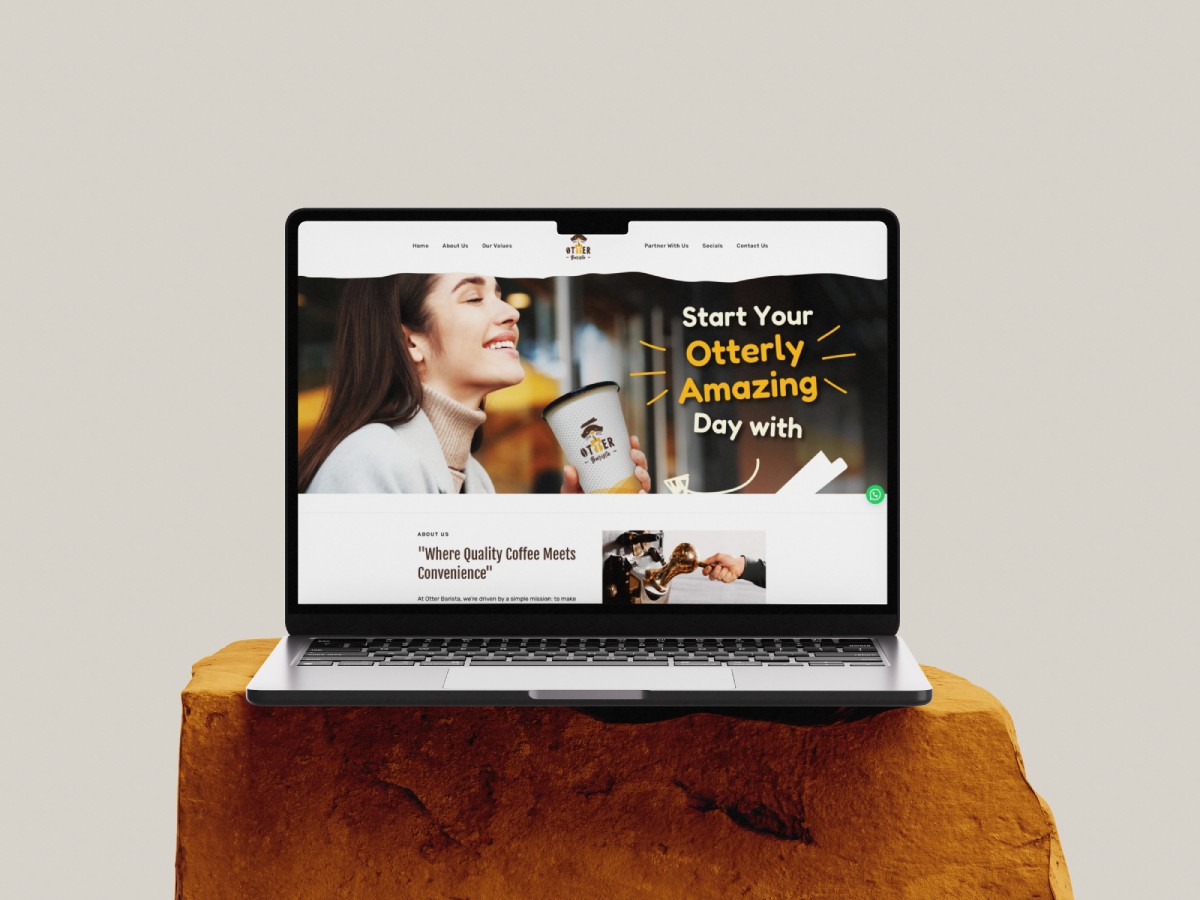 Home About Us Our Values
OTTER
Barista
Partner With Us Socials Contact Us
Start Your
Otterly
Amazing
Day with
OTTER
Barista
ABOUT US
"Where Quality Coffee Meets
Convenience"
At Otter Barista, we're driven by a simple mission: to make